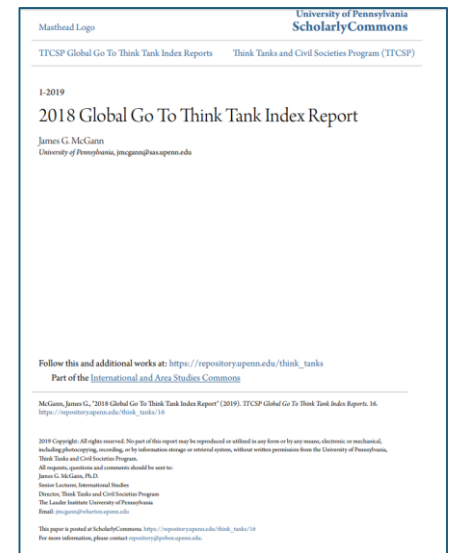 Masthead Logo
University of Pennsylvania
ScholarlyCommons
TTCSP Global Go To Think Tank Index Reports
Think Tanks and Civil Societies Program (TTCSP)
1-2019
2018 Global Go To Think Tank Index Report
James G. McGann
University of Pennsylvania, jmcgann@sas.upenn.edu
Follow this and additional works at: https://repository.upenn.edu/think_tanks
Part of the International and Area Studies Commons
McGann, James G., "2018 Global Go To Think Tank Index Report" (2019). TTCSP Global Go To Think Tank Index Reports. 16.
https://repository.upenn.edu/think_tanks/16
2019 Copyright: All rights reserved. No part of this report may be reproduced or utilized in any form or by any means, electronic or mechanical,
including photocopying, recording, or by information storage or retrieval system, without written permission from the University of Pennsylvania,
Think Tanks and Civil Societies Program.
All requests, questions and comments should be sent to:
James G. McGann, Ph.D.
Senior Lecturer, International Studies
Director, Think Tanks and Civil Societies Program
The Lauder Institute University of Pennsylvania
Email: jmcgann@wharton.upenn.edu
This paper is posted at ScholarlyCommons. https://repository.upenn.edu/think_tanks/16
For more information, please contact repository@pobox.upenn.edu.